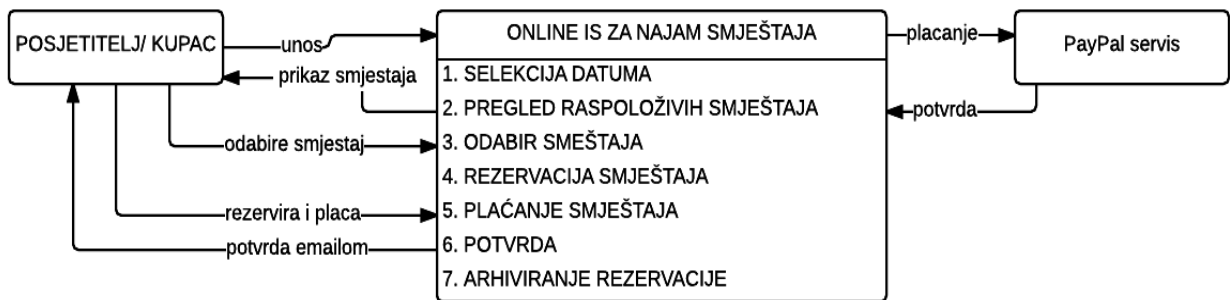 POSJETITELJ/ KUPAC
unos
prikaz smjestaja
odabire smjestaj
rezervira i placa
potvrda emailom
ONLINE IS ZA NAJAM SMJEŠTAJA
1. SELEKCIJA DATUMA
2. PREGLED RASPOLOŽIVIH SMJEŠTAJA
3. ODABIR SMEŠTAJA
4. REZERVACIJA SMJEŠTAJA
5. PLAĆANJE SMJEŠTAJA
6. POTVRDA
7. ARHIVIRANJE REZERVACIJE
placanje
potvrda
PayPal servis